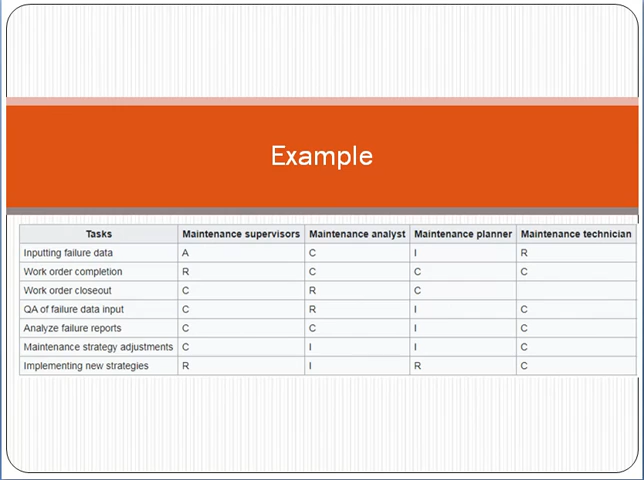 Example
Tasks Maintenance supervisors Maintenance analyst Maintenance planner Maintenance technician
Inputting failure data A C I R
Work order completion R C C C
Work order closeout C R C
QA of failure data input C R I C
Analyze failure reports C C I C
Maintenance strategy adjustments C I I C
Implementing new strategies R I R C